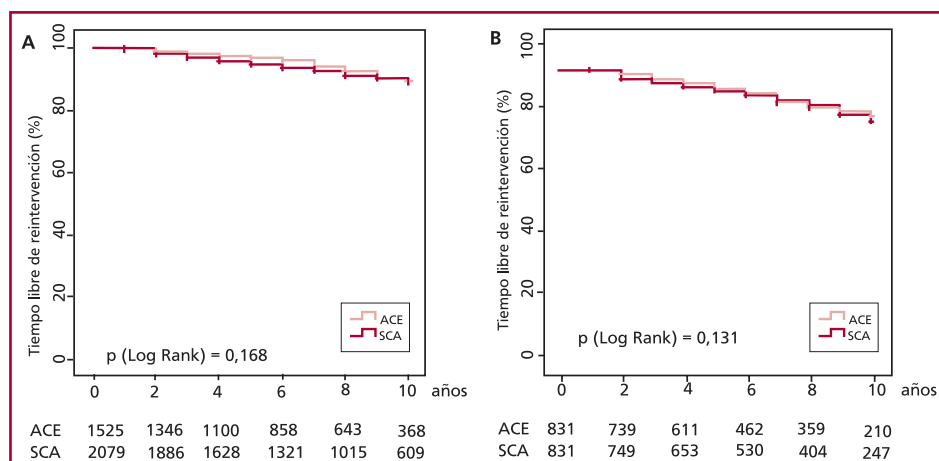 A
Tiempo libre de reintervención (%)
100
80
60
40
20
0
ACE
SCA
p (Log Rank) = 0,168
0 2 4 6 8 10 años
ACE 1525 1346 1100 858 643 368
SCA 2079 1886 1628 1321 1015 609
B
Tiempo libre de reintervención (%)
100
80
60
40
20
0
ACE
SCA
p (Log Rank) = 0,131
0 2 4 6 8 10 años
831 739 611 462 359 210
831 749 653 530 404 247